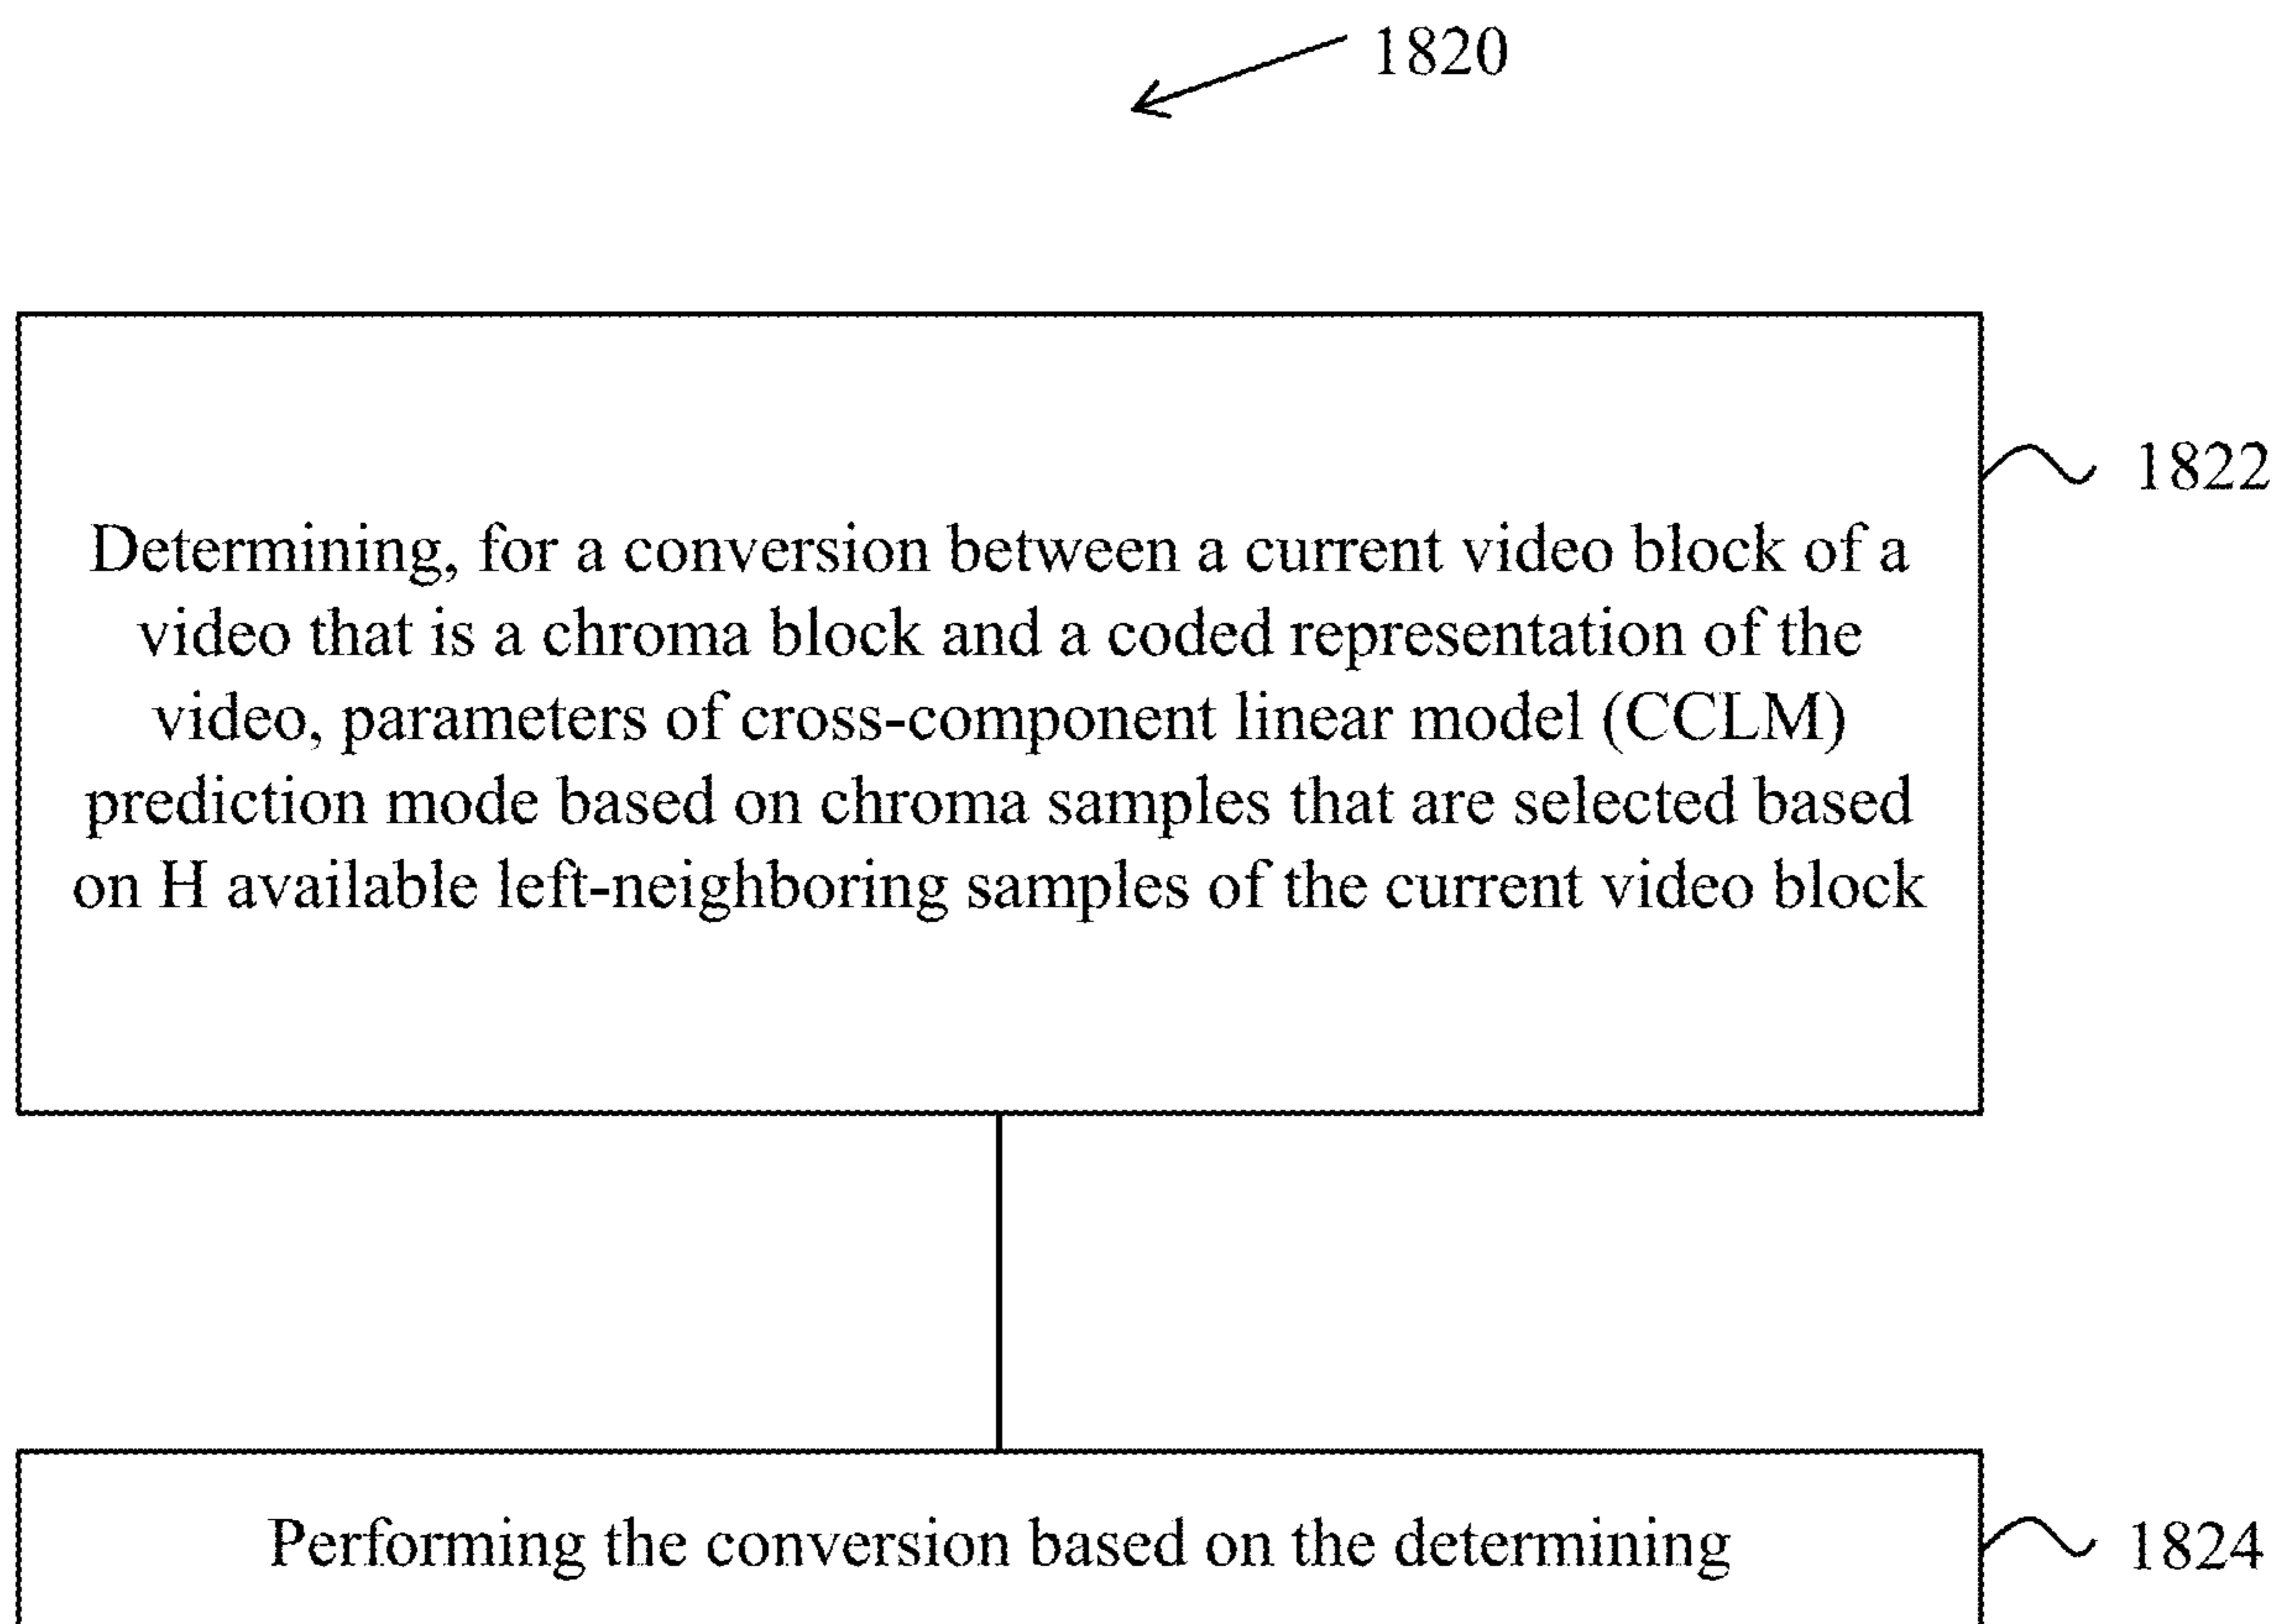 1820
Determining, for a conversion between a current video block of a
video that is a chroma block and a coded representation of the
video, parameters of cross-component linear model (CCLM)
prediction mode based on chroma samples that are selected based
on H available left-neighboring samples of the current video block
1822
Performing the conversion based on the determining
1824